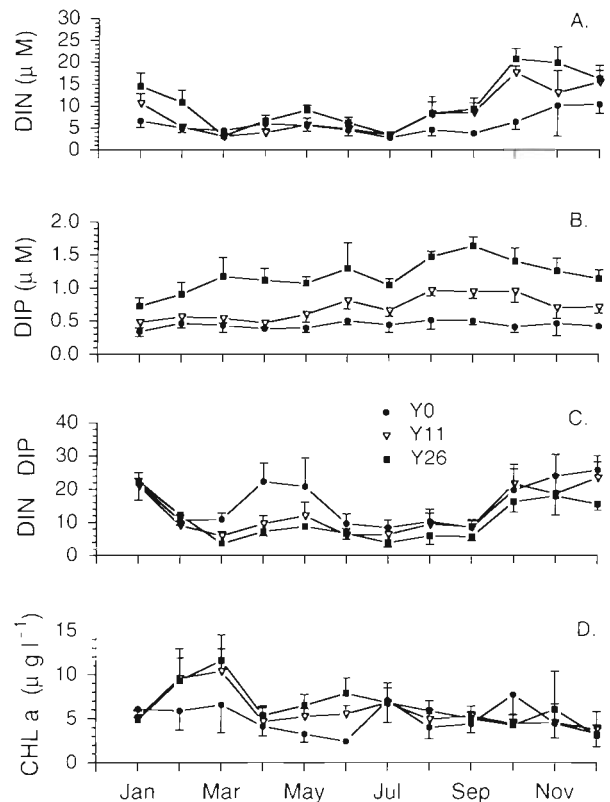 A.
DIN (μ M)
30
25
20
15
10
5
0
B.
DIP (μ M)
2.0
1.5
1.0
0.5
0.0
C.
DIN DIP
40
30
20
10
0
Y0
Y11
Y26
D.
CHL a (μg l⁻¹)
15
10
5
0
Jan Mar May Jul Sep Nov